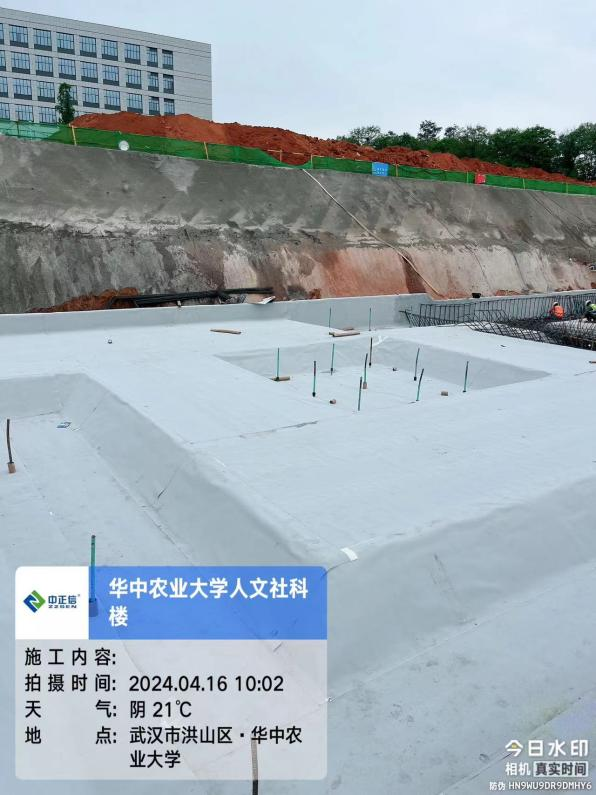 中正信
ZZSEN
华中农业大学人文社科
楼
施工内容:
拍摄时间: 2024.04.16 10:02
天气: 阴 21℃
地点: 武汉市洪山区·华中农
业大学
今日水印
相机 真实时间
防伪 HN9WU9DR9DMHY6